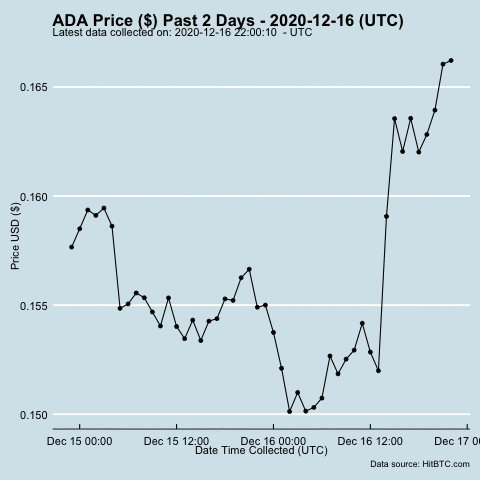 ADA Price ($) Past 2 Days - 2020-12-16 (UTC)
Latest data collected on: 2020-12-16 22:00:10 - UTC
0.165
0.160
0.155
0.150
Price USD ($)
Dec 15 00:00 Dec 15 12:00 Dec 16 00:00 Dec 16 12:00 Dec 17 0
Date Time Collected (UTC)
Data source: HitBTC.com